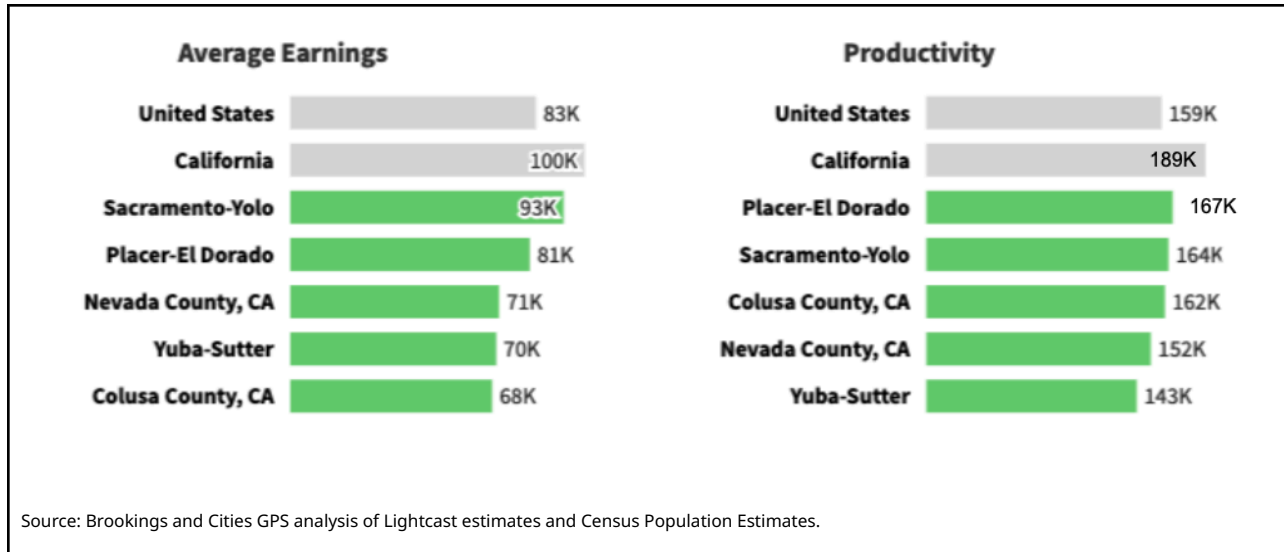 Average Earnings
United States 83K
California 100K
Sacramento-Yolo 93K
Placer-El Dorado 81K
Nevada County, CA 71K
Yuba-Sutter 70K
Colusa County, CA 68K
Productivity
United States 159K
California 189K
Placer-El Dorado 167K
Sacramento-Yolo 164K
Colusa County, CA 162K
Nevada County, CA 152K
Yuba-Sutter 143K
Source: Brookings and Cities GPS analysis of Lightcast estimates and Census Population Estimates.